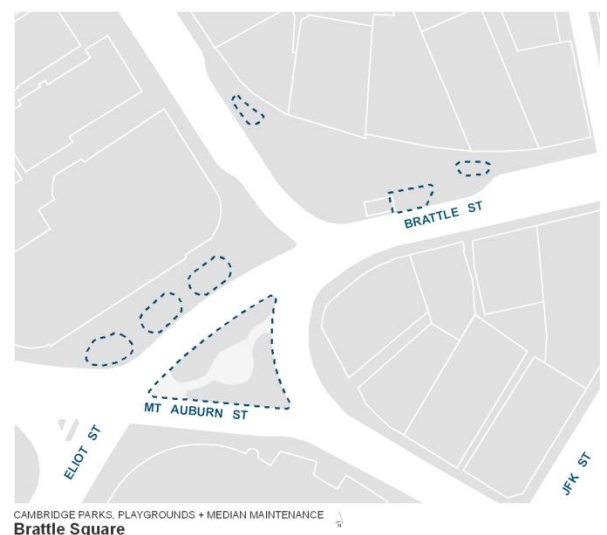 BRATTLE ST
MT AUBURN ST
ELIOT ST
JFK ST
CAMBRIDGE PARKS, PLAYGROUNDS + MEDIAN MAINTENANCE
Brattle Square